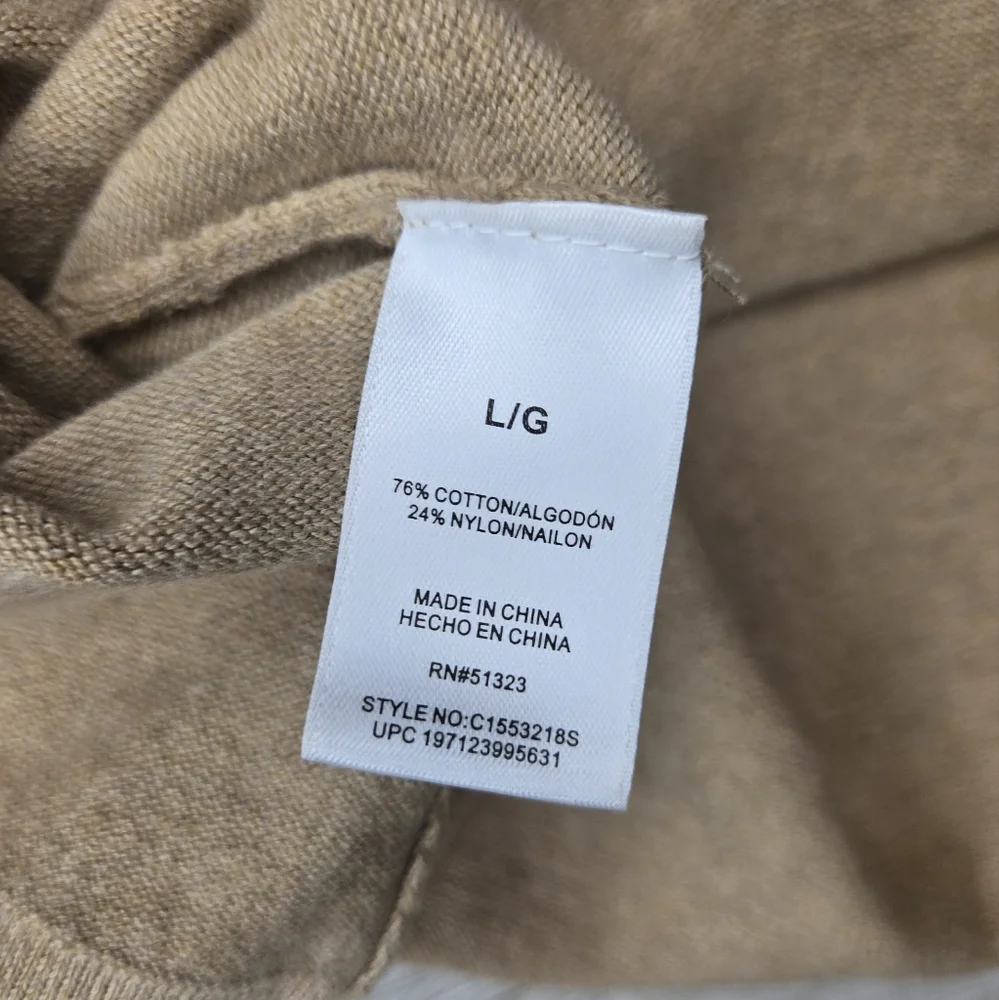 L/G
76% COTTON/ALGODÓN
24% NYLON/NAILON
MADE IN CHINA
HECHO EN CHINA
RN#51323
STYLE NO:C1553218S
UPC 197123995631